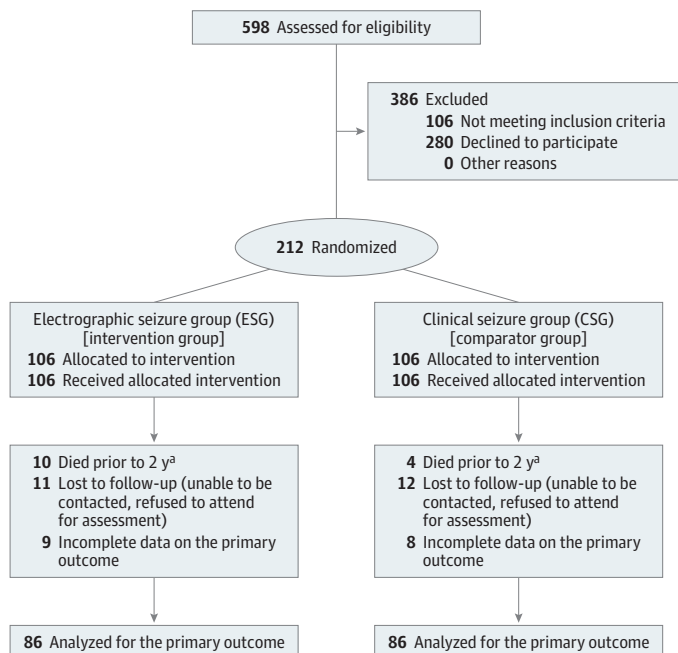 598 Assessed for eligibility
386 Excluded
106 Not meeting inclusion criteria
280 Declined to participate
0 Other reasons
212 Randomized
Electrographic seizure group (ESG)
[intervention group]
106 Allocated to intervention
106 Received allocated intervention
Clinical seizure group (CSG)
[comparator group]
106 Allocated to intervention
106 Received allocated intervention
10 Died prior to 2 yᵃ
11 Lost to follow-up (unable to be
contacted, refused to attend
for assessment)
9 Incomplete data on the primary
outcome
4 Died prior to 2 yᵃ
12 Lost to follow-up (unable to be
contacted, refused to attend
for assessment)
8 Incomplete data on the primary
outcome
86 Analyzed for the primary outcome
86 Analyzed for the primary outcome